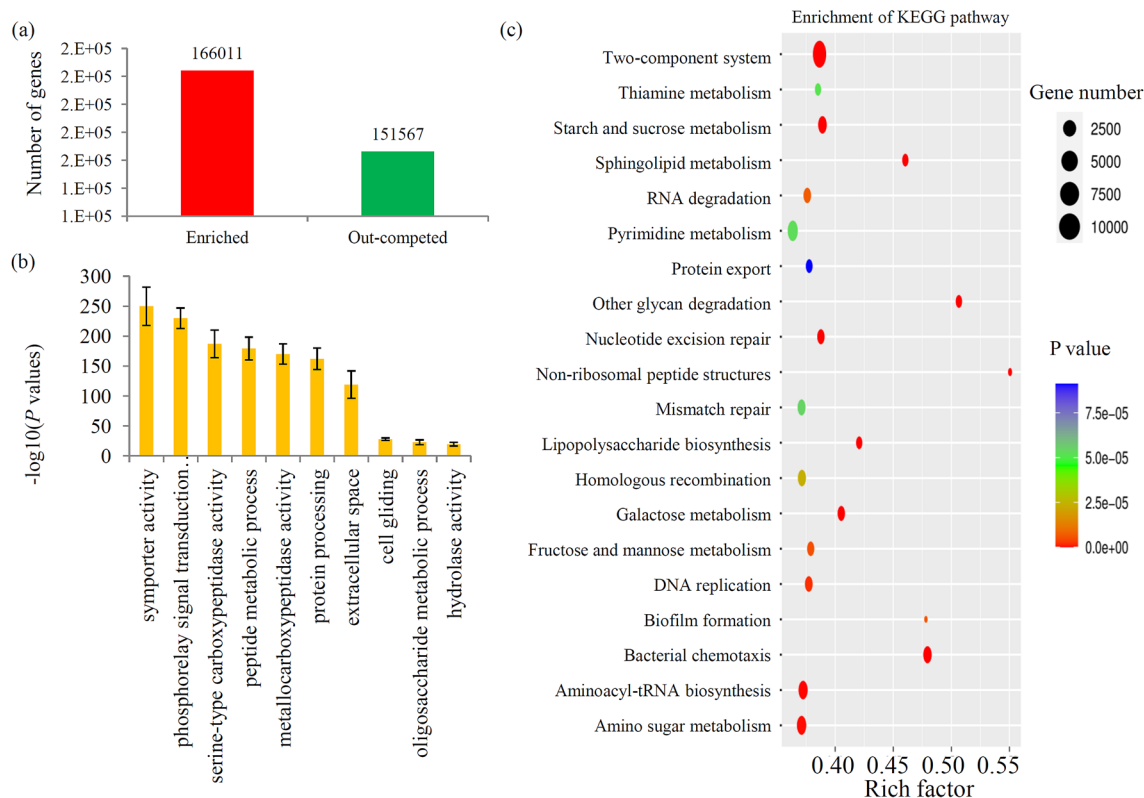 (a)
Number of genes
2.E+05
2.E+05
2.E+05
2.E+05
2.E+05
1.E+05
1.E+05
166011
151567
Enriched
Out-competed
(b)
-log10(P values)
300
250
200
150
100
50
0
symporter activity
phosphorelay signal transduction...
serine-type carboxypeptidase activity
peptide metabolic process
metallocarboxypeptidase activity
protein processing
extracellular space
cell gliding
oligosaccharide metabolic process
hydrolase activity
(c)
Enrichment of KEGG pathway
Two-component system
Thiamine metabolism
Starch and sucrose metabolism
Sphingolipid metabolism
RNA degradation
Pyrimidine metabolism
Protein export
Other glycan degradation
Nucleotide excision repair
Non-ribosomal peptide structures
Mismatch repair
Lipopolysaccharide biosynthesis
Homologous recombination
Galactose metabolism
Fructose and mannose metabolism
DNA replication
Biofilm formation
Bacterial chemotaxis
Aminoacyl-tRNA biosynthesis
Amino sugar metabolism
0.40 0.45 0.50 0.55
Rich factor
Gene number
2500
5000
7500
10000
P value
7.5e-05
5.0e-05
2.5e-05
0.0e+00